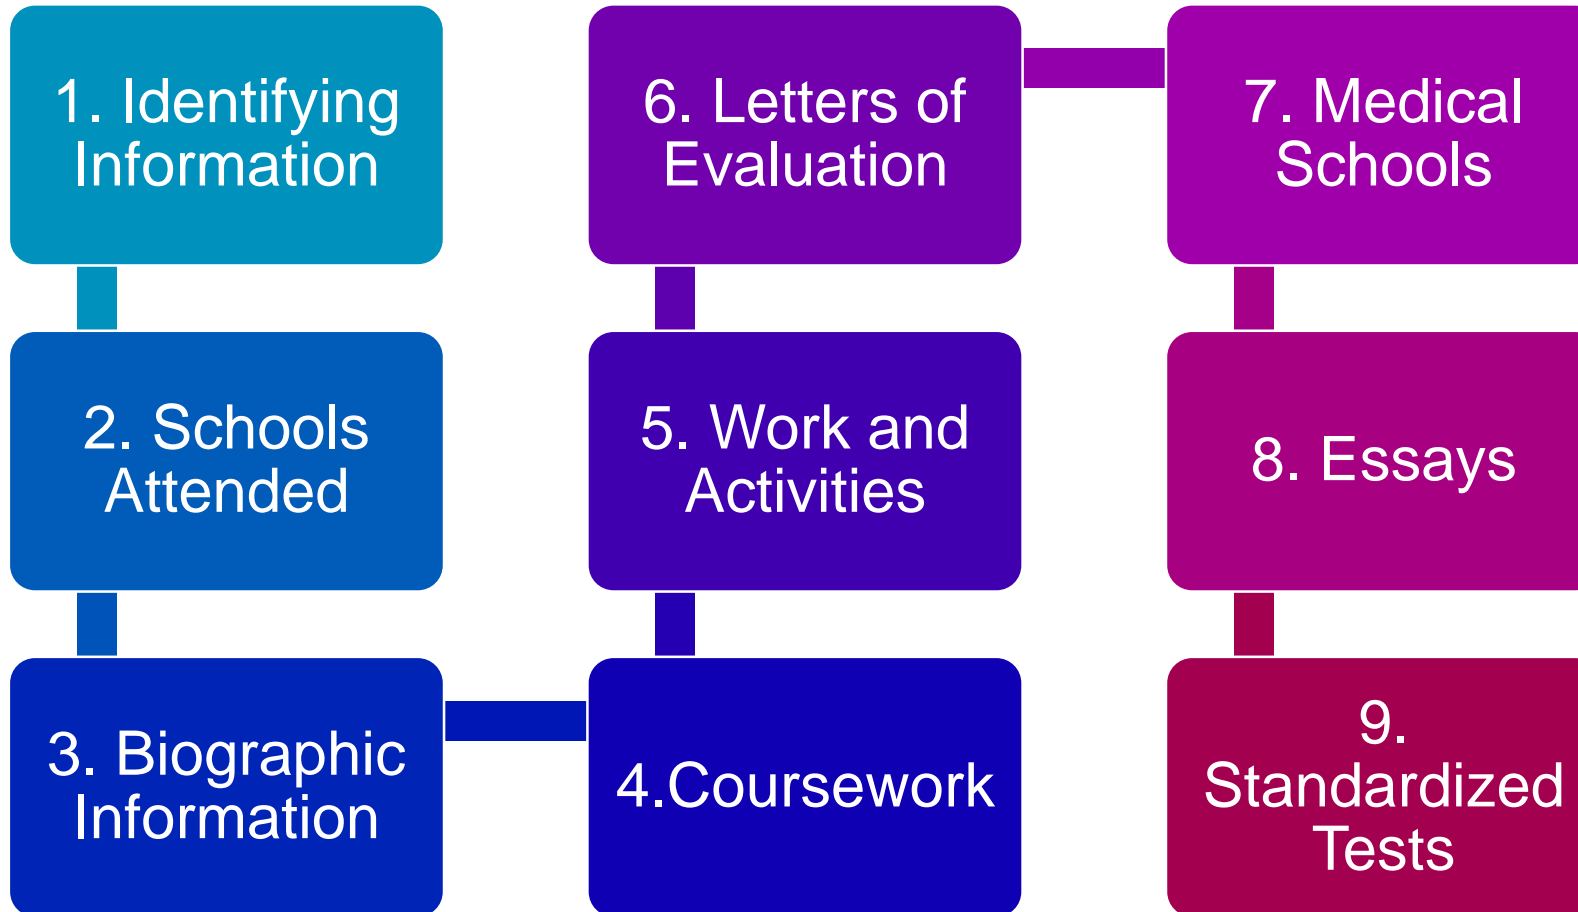 1. Identifying
Information
2. Schools
Attended
3. Biographic
Information
4.Coursework
5. Work and
Activities
6. Letters of
Evaluation
7. Medical
Schools
8. Essays
9.
Standardized
Tests